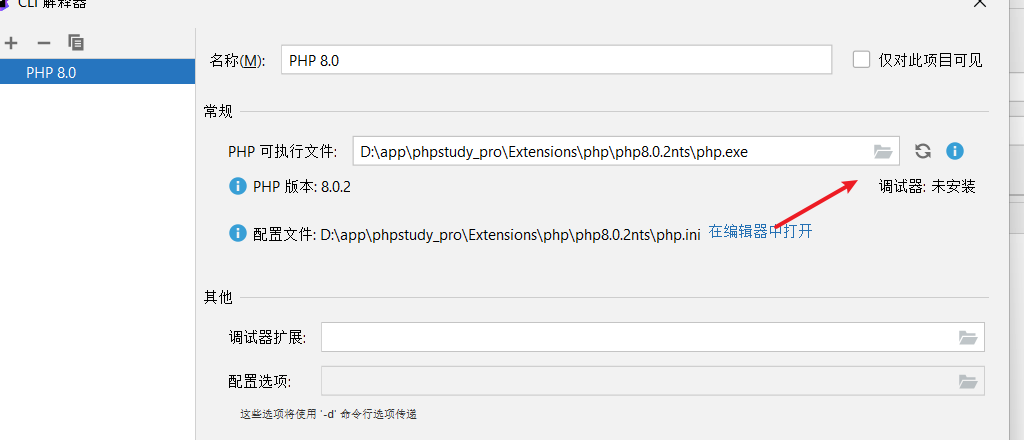 CLI 解释器
PHP 8.0
名称(M): PHP 8.0 仅对此项目可见
常规
PHP 可执行文件: D:\app\phpstudy_pro\Extensions\php\php8.0.2nts\php.exe
PHP 版本: 8.0.2 调试器: 未安装
配置文件: D:\app\phpstudy_pro\Extensions\php\php8.0.2nts\php.ini 在编辑器中打开
其他
调试器扩展:
配置选项:
这些选项将使用 '-d' 命令行选项传递